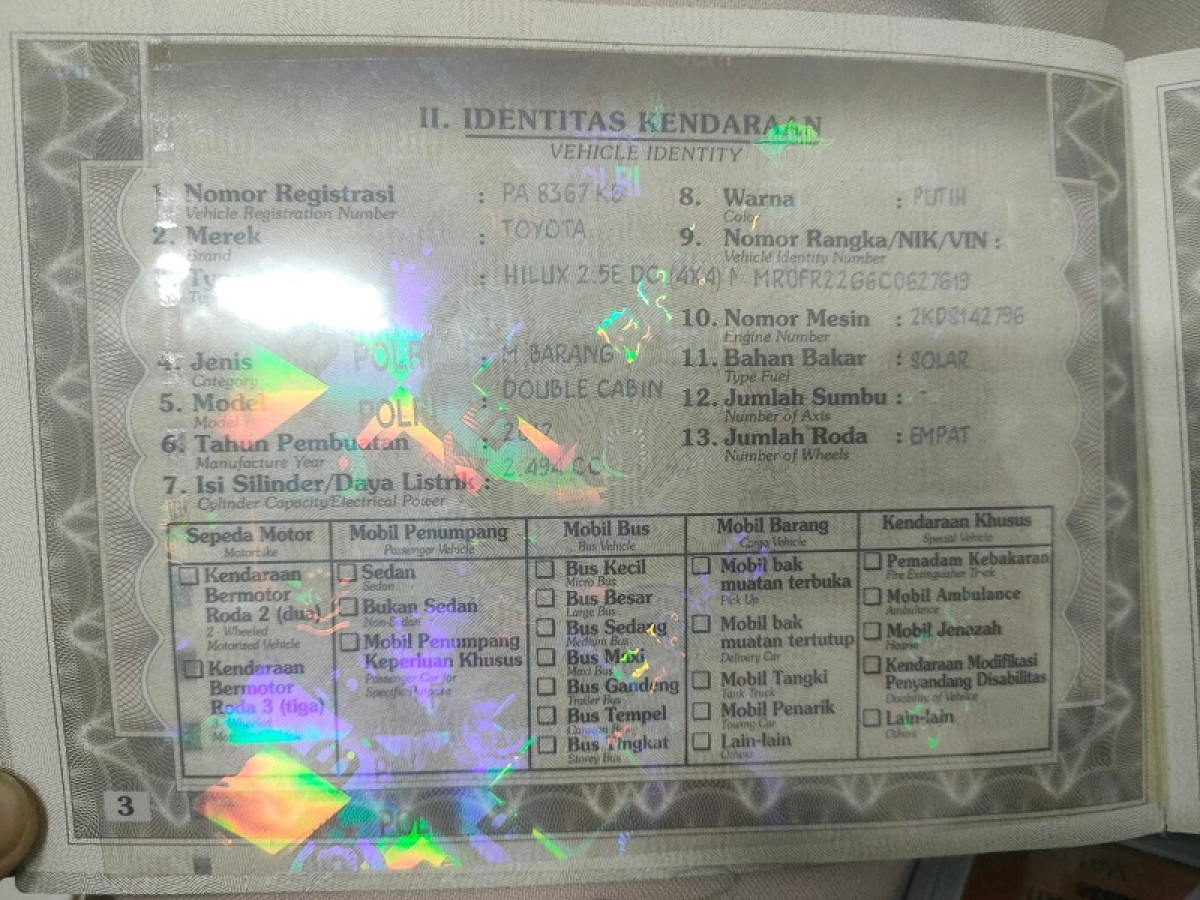 II. IDENTITAS KENDARAAN
VEHICLE IDENTITY
1. Nomor Registrasi : PA 8367 KD
Vehicle Registration Number
2. Merek : TOYOTA
Brand
: HILUX 2.5E DC (4X4) M
4. Jenis : M BARANG
Category
5. Model : DOUBLE CABIN
Model
6. Tahun Pembuatan : 2012
Manufacture Year
7. Isi Silinder/Daya Listrik : 2.494 CC
Cylinder Capacity/Electrical Power
8. Warna : PUTIH
Color
9. Nomor Rangka/NIK/VIN :
Vehicle Identity Number
MR0FR22G6C0627619
10. Nomor Mesin : 2KDS142796
Engine Number
11. Bahan Bakar : SOLAR
Type Fuel
12. Jumlah Sumbu :
Number of Axis
13. Jumlah Roda : EMPAT
Number of Wheels
Sepeda Motor
Motorbike
Kendaraan
Bermotor
Roda 2 (dua)
2- Wheeled
Motorized Vehicle
Kendaraan
Bermotor
Roda 3 (tiga)
3- Wheeled
Mobil Penumpang
Passenger Vehicle
Sedan
Sedan
Bukan Sedan
Non-Sedan
Mobil Penumpang
Keperluan Khusus
Passenger Car for
Specific Purpose
Mobil Bus
Bus Vehicle
Bus Kecil
Micro Bus
Bus Besar
Large Bus
Bus Sedang
Medium Bus
Bus Maxi
Maxi Bus
Bus Gandeng
Trailer Bus
Bus Tempel
Bus Tingkat
Storey Bus
Mobil Barang
Cargo Vehicle
Mobil bak
muatan terbuka
Pick Up
Mobil bak
muatan tertutup
Delivery Car
Mobil Tangki
Tank Truck
Mobil Penarik
Towing Car
Lain-lain
Others
Kendaraan Khusus
Special Vehicle
Pemadam Kebakaran
Fire Extinguisher Truck
Mobil Ambulance
Ambulance
Mobil Jenazah
Hearse
Kendaraan Modifikasi
Penyandang Disabilitas
Disability of Vehicle
Lain-lain
Others
POLRI
POLRI
3